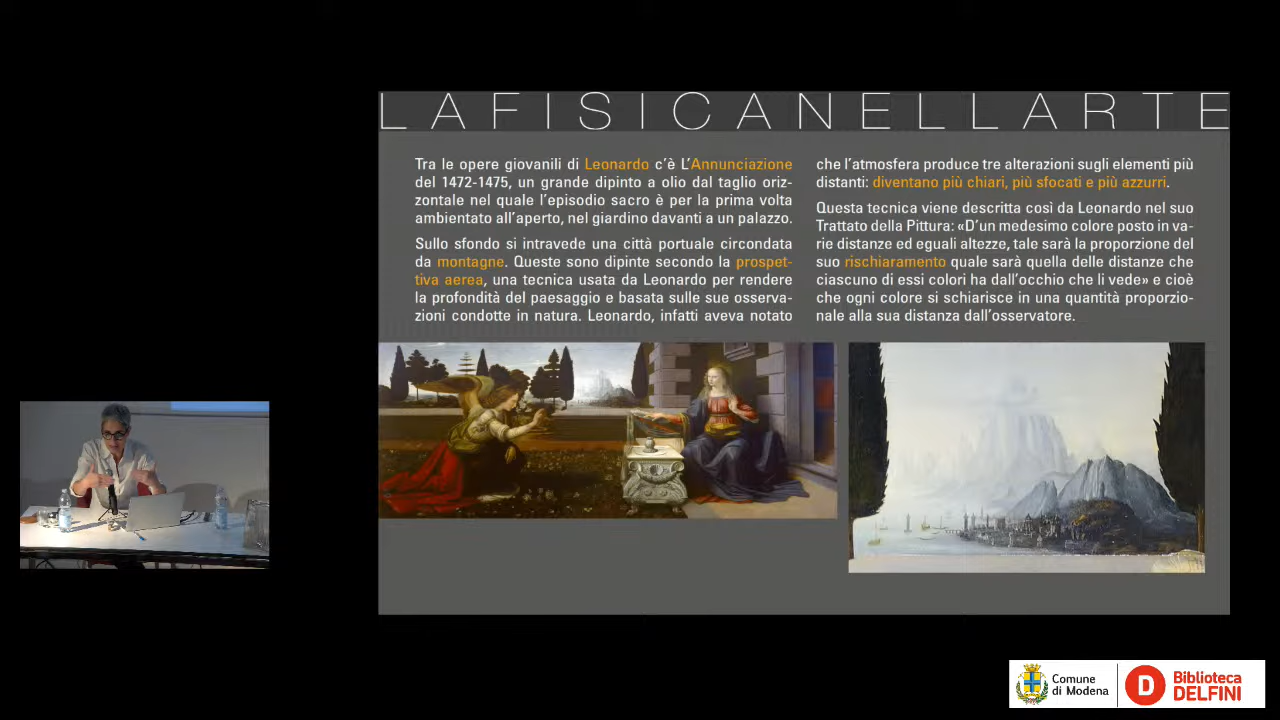 LAFISICANELLARTE
Tra le opere giovanili di Leonardo c'è L'Annunciazione
del 1472-1475, un grande dipinto a olio dal taglio oriz-
zontale nel quale l'episodio sacro è per la prima volta
ambientato all'aperto, nel giardino davanti a un palazzo.
Sullo sfondo si intravede una città portuale circondata
da montagne. Queste sono dipinte secondo la prospet-
tiva aerea, una tecnica usata da Leonardo per rendere
la profondità del paesaggio e basata sulle sue osserva-
zioni condotte in natura. Leonardo, infatti aveva notato
che l'atmosfera produce tre alterazioni sugli elementi più
distanti: diventano più chiari, più sfocati e più azzurri.
Questa tecnica viene descritta così da Leonardo nel suo
Trattato della Pittura: «D'un medesimo colore posto in va-
rie distanze ed eguali altezze, tale sarà la proporzione del
suo rischiaramento quale sarà quella delle distanze che
ciascuno di essi colori ha dall'occhio che li vede» e cioè
che ogni colore si schiarisce in una quantità proporzio-
nale alla sua distanza dall'osservatore.
Comune
di Modena
D
Biblioteca
DELFINI